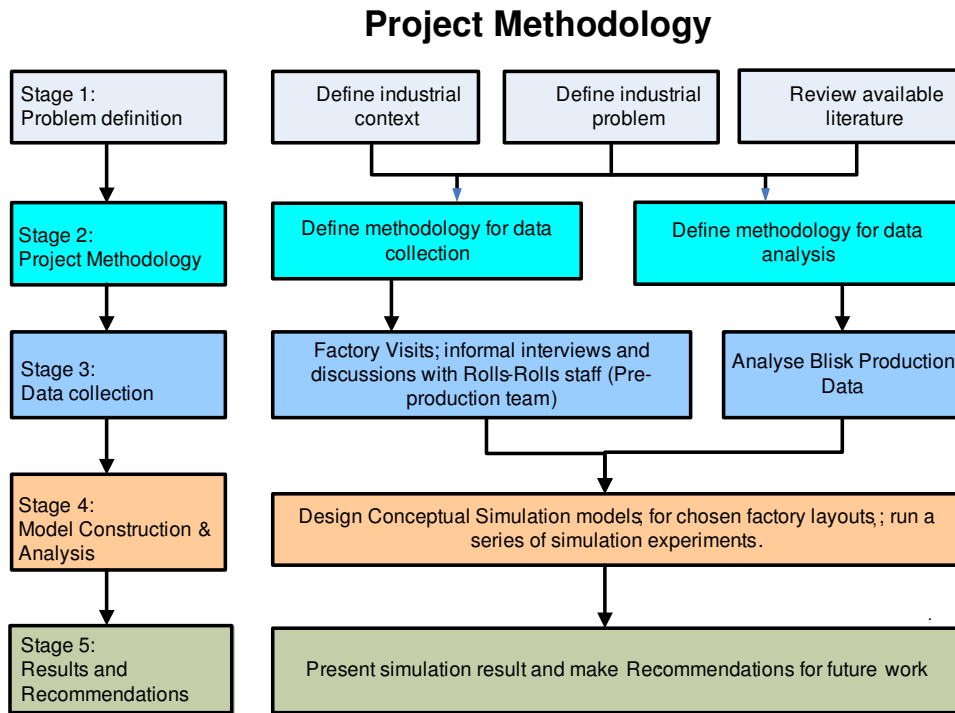 Project Methodology
Stage 1:
Problem definition
Define industrial
context
Define industrial
problem
Review available
literature
Stage 2:
Project Methodology
Define methodology for data
collection
Define methodology for data
analysis
Stage 3:
Data collection
Factory Visits; informal interviews and
discussions with Rolls-Rolls staff (Pre-
production team)
Analyse Blisk Production
Data
Stage 4:
Model Construction &
Analysis
Design Conceptual Simulation models; for chosen factory layouts,; run a
series of simulation experiments.
.
Stage 5:
Results and
Recommendations
Present simulation result and make Recommendations for future work